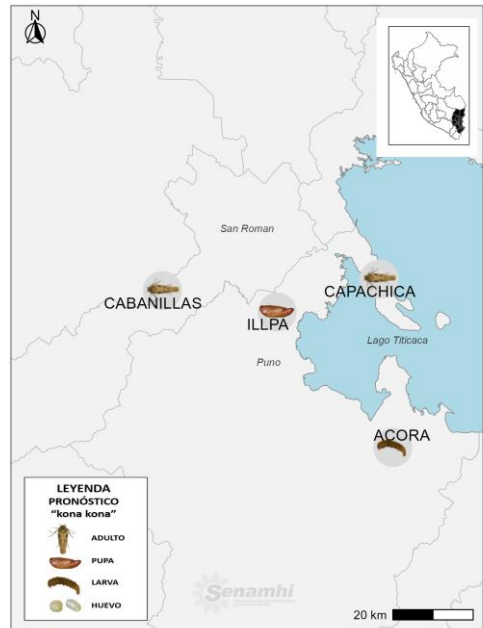 N
San Roman
CABANILLAS
CAPACHICA
ILLPA
Lago Titicaca
Puno
ACORA
LEYENDA
PRONÓSTICO
“kona kona”
ADULTO
PUPA
LARVA
HUEVO
Senamhi
20 km